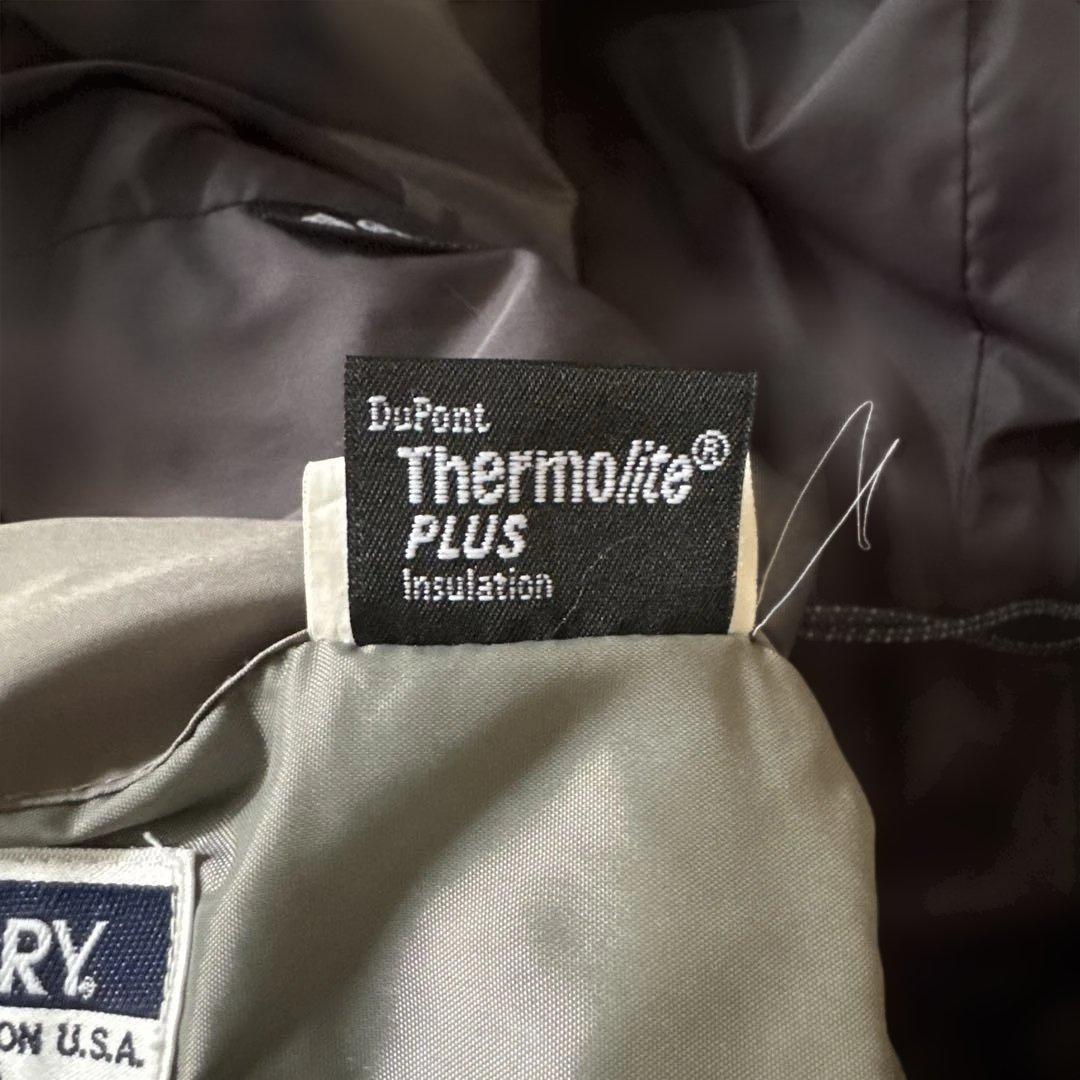 DuPont
Thermolite®
PLUS
Insulation
RY®
ON U.S.A.